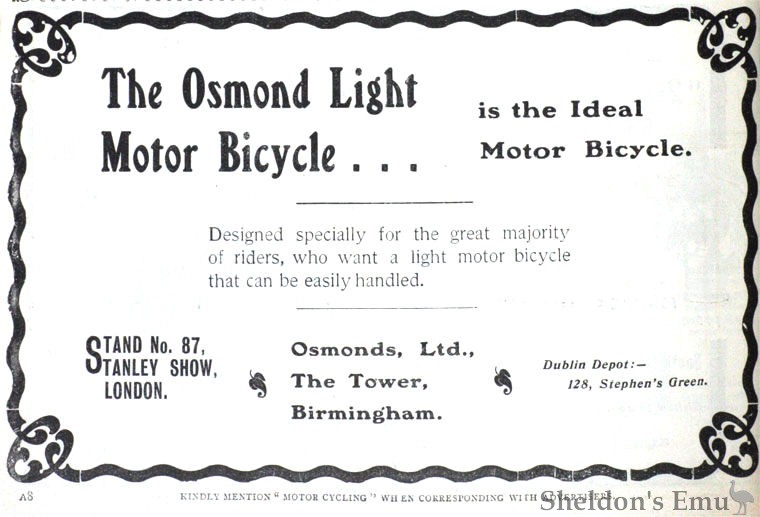 The Osmond Light
Motor Bicycle . . .
is the Ideal
Motor Bicycle.
Designed specially for the great majority
of riders, who want a light motor bicycle
that can be easily handled.
STAND No. 87,
STANLEY SHOW,
LONDON.
Osmonds, Ltd.,
The Tower,
Birmingham.
Dublin Depot:—
128, Stephen's Green.
A8
KINDLY MENTION "MOTOR CYCLING" WHEN CORRESPONDING WITH ADVERTISERS.
Sheldon's Emu